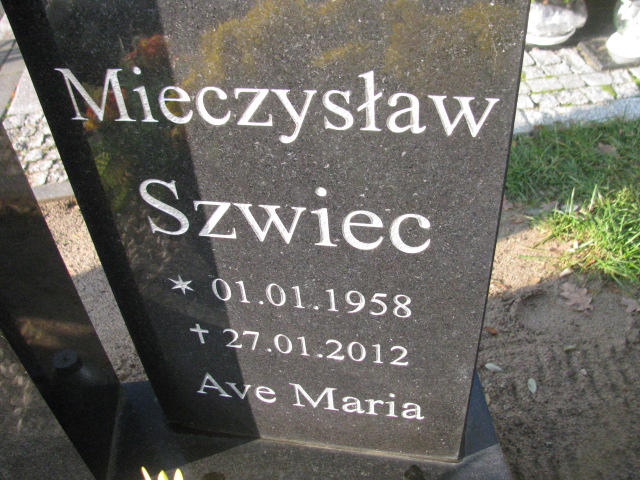 Mieczysław
Szwiec
* 01.01.1958
† 27.01.2012
Ave Maria